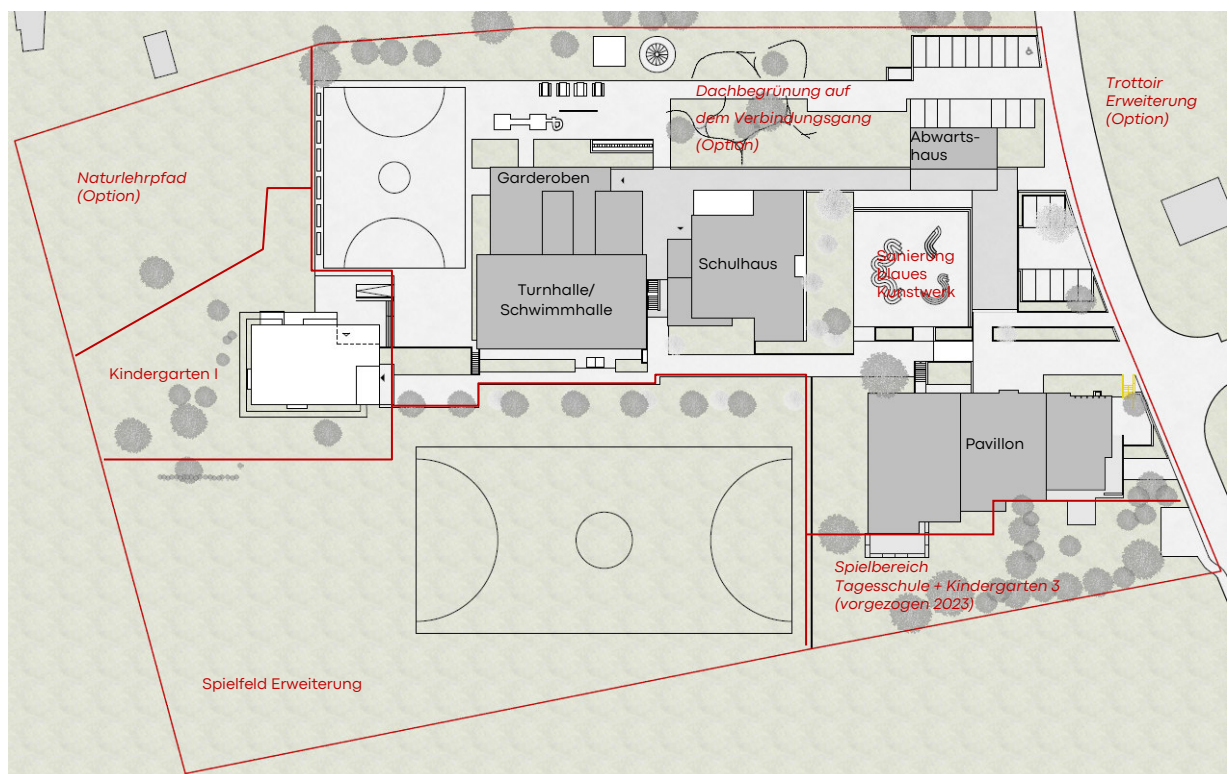 Dachbegrünung auf
dem Verbindungsgang
(Option)
Trottoir
Erweiterung
(Option)
Abwarts-
haus
Naturlehrpfad
(Option)
Garderoben
Schulhaus
Sanierung
blaues
Kunstwerk
Turnhalle/
Schwimmhalle
Kindergarten I
Pavillon
Spielbereich
Tagesschule + Kindergarten 3
(vorgezogen 2023)
Spielfeld Erweiterung